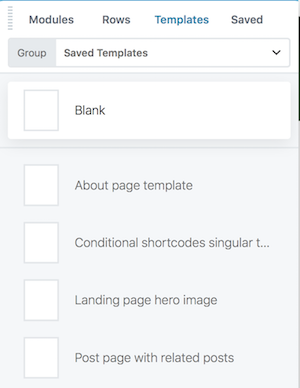 Modules Rows Templates Saved
Group Saved Templates
Blank
About page template
Conditional shortcodes singular t...
Landing page hero image
Post page with related posts